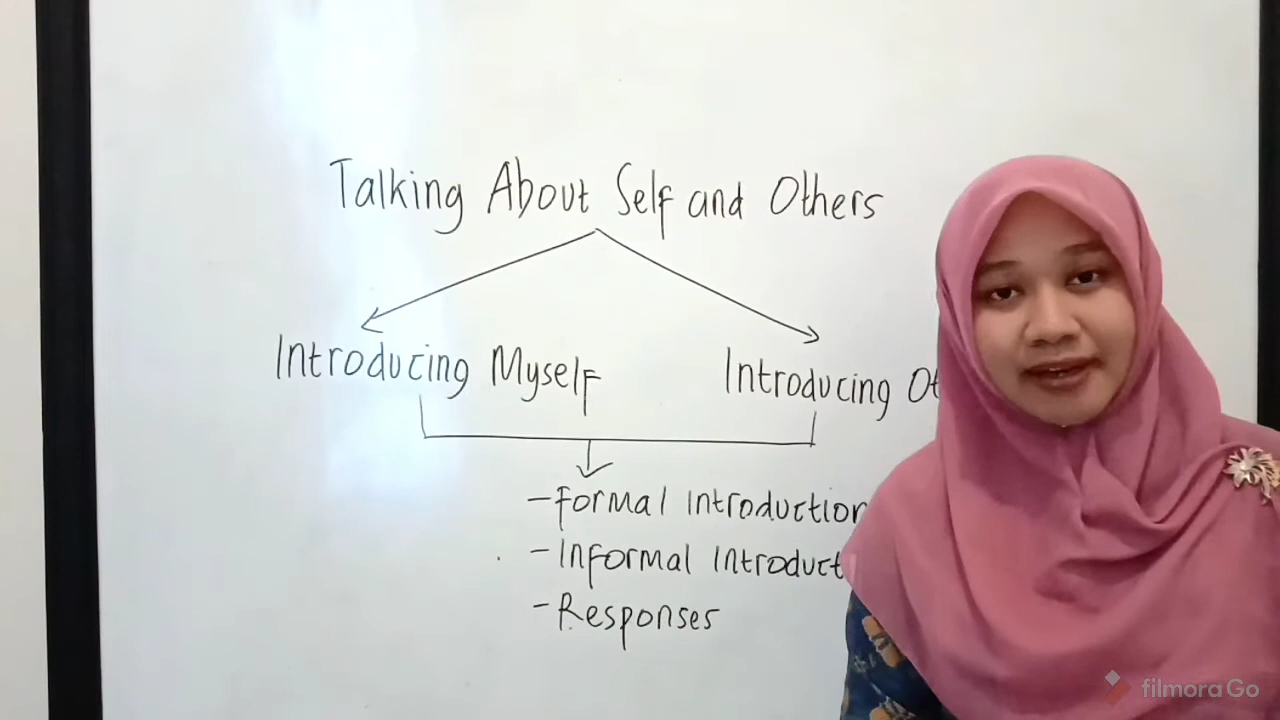 Talking About Self and Others
Introducing Myself
Introducing
- Formal Introduction
- Informal
- Responses
filmora Go